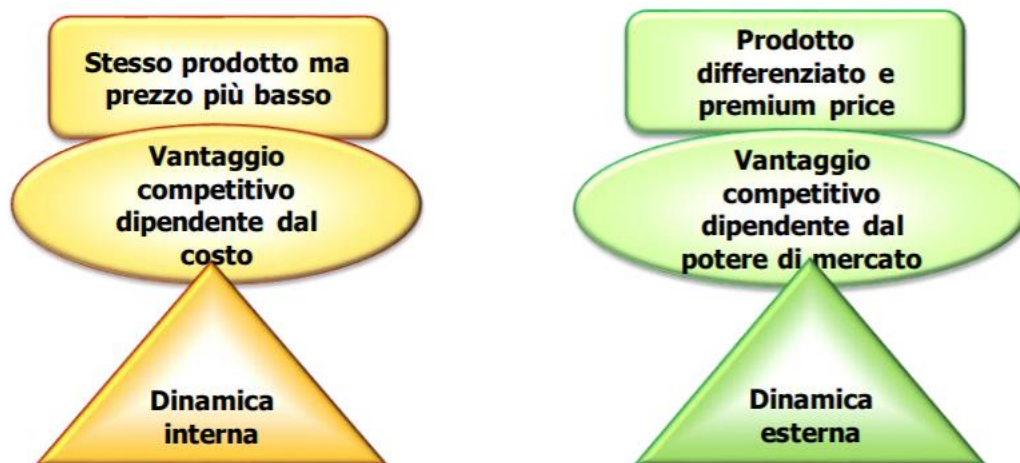 Stesso prodotto ma
prezzo più basso
Vantaggio
competitivo
dipendente dal
costo
Dinamica
interna
Prodotto
differenziato e
premium price
Vantaggio
competitivo
dipendente dal
potere di mercato
Dinamica
esterna